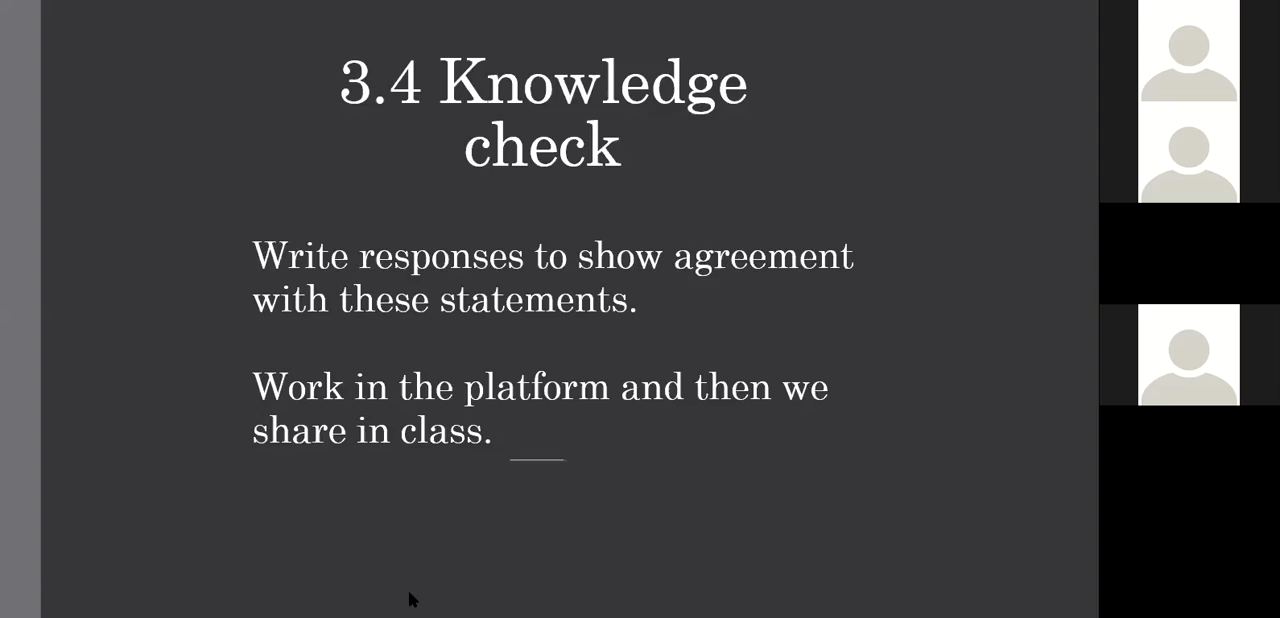 3.4 Knowledge
check
Write responses to show agreement
with these statements.
Work in the platform and then we
share in class.